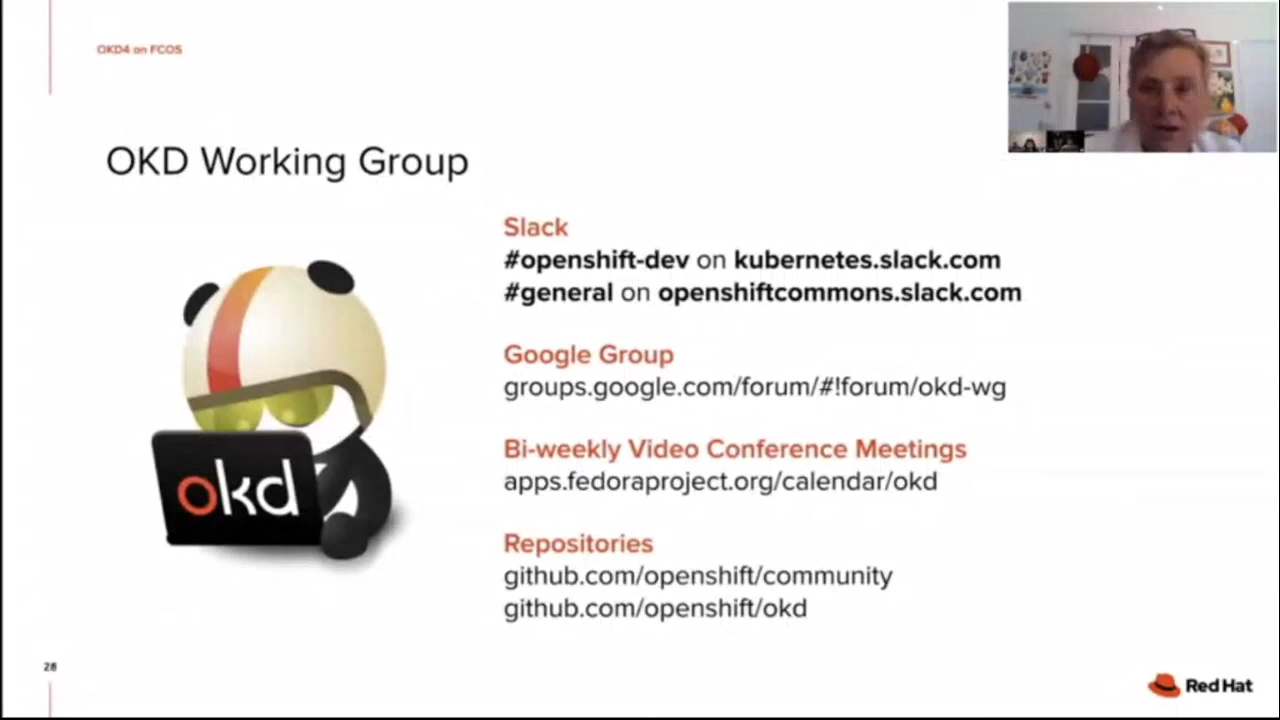 OKD4 on FCOS
OKD Working Group
Slack
#openshift-dev on kubernetes.slack.com
#general on openshiftcommons.slack.com
Google Group
groups.google.com/forum/#!forum/okd-wg
Bi-weekly Video Conference Meetings
apps.fedoraproject.org/calendar/okd
okd
Repositories
github.com/openshift/community
github.com/openshift/okd
28
Red Hat